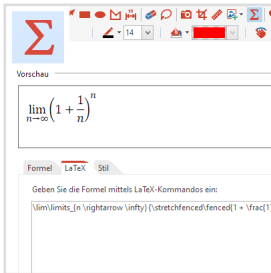 14
Vorschau
lim n→∞ (1 + 1/n)^n
Formel LaTeX Stil
Geben Sie die Formel mittels LaTeX-Kommandos ein:
\lim\limits_{n \rightarrow \infty} {\stretchfenced\fenced{1 + \frac{1}